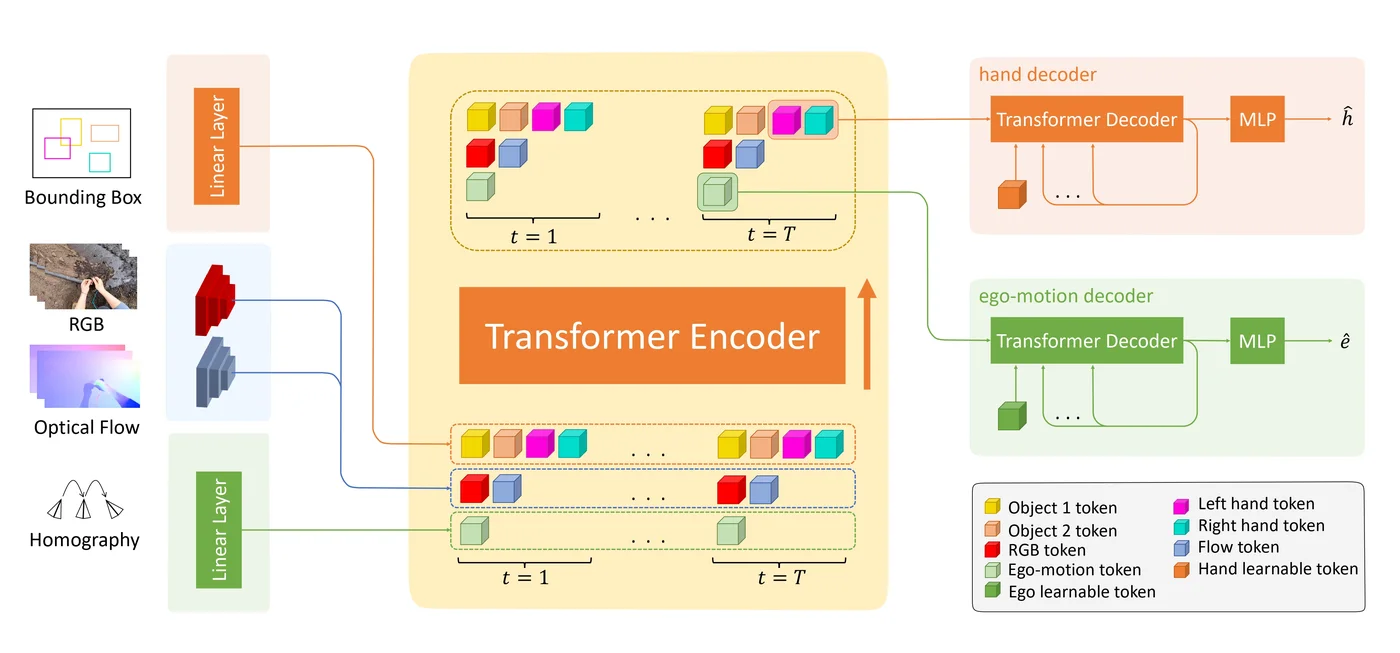 Bounding Box
RGB
Optical Flow
Homography
Linear Layer
Linear Layer
t = 1
. . .
t = T
Transformer Encoder
. . .
. . .
. . .
t = 1
t = T
hand decoder
Transformer Decoder
MLP
ĥ
. . .
ego-motion decoder
Transformer Decoder
MLP
ê
. . .
Object 1 token
Object 2 token
RGB token
Ego-motion token
Ego learnable token
Left hand token
Right hand token
Flow token
Hand learnable token